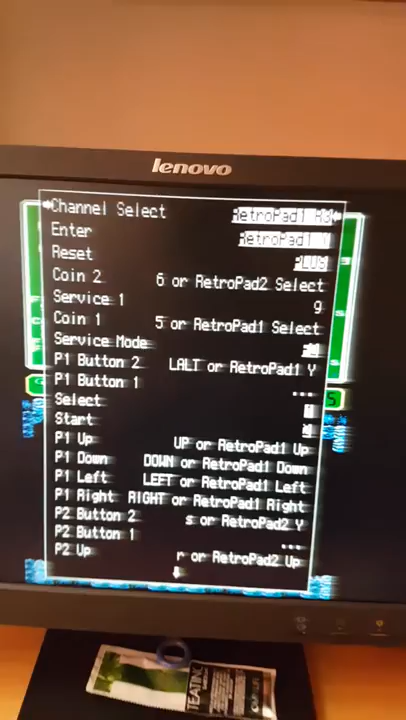 lenovo
Channel Select RetroPad1 R3
Enter RetroPad1
Reset PLUS
Coin 2 6 or RetroPad2 Select
Service 1 9
Coin 1 5 or RetroPad1 Select
Service Mode
P1 Button 2 LALT or RetroPad1 Y
P1 Button 1 ...
Select
Start
P1 Up UP or RetroPad1 Up
P1 Down DOWN or RetroPad1 Down
P1 Left LEFT or RetroPad1 Left
P1 Right RIGHT or RetroPad1 Right
P2 Button 2 s or RetroPad2 Y
P2 Button 1 ...
P2 Up r or RetroPad2 Up